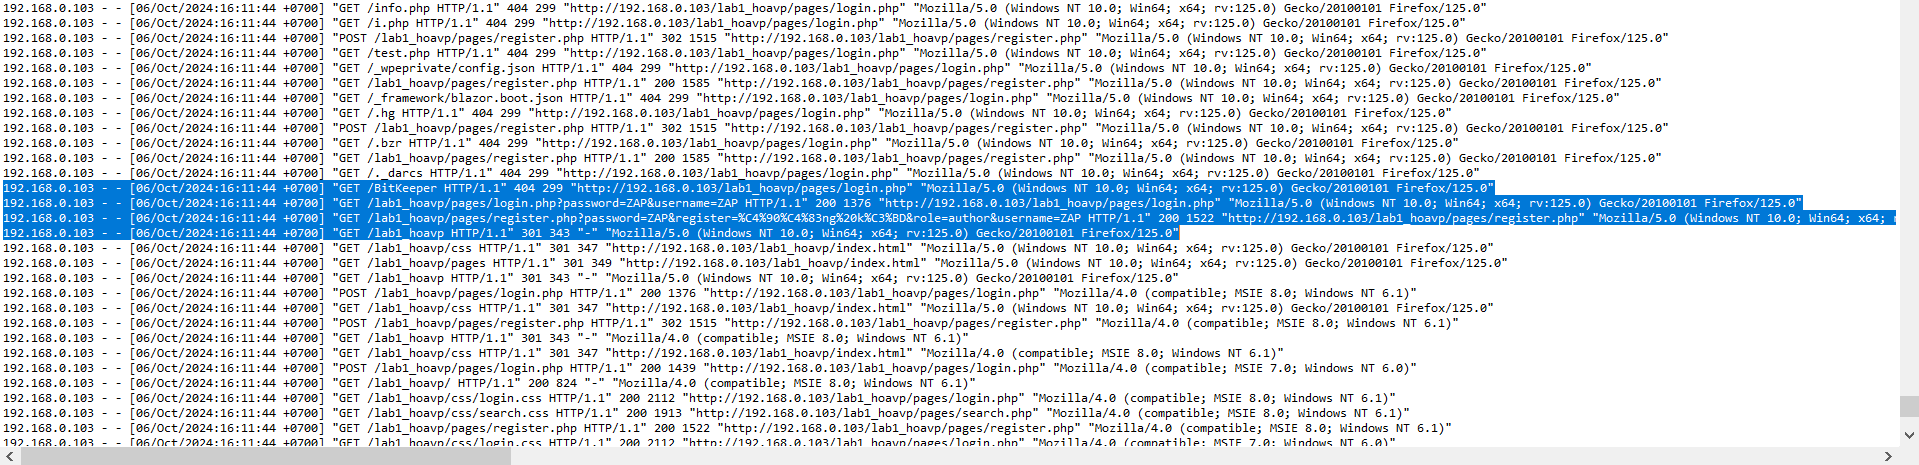 192.168.0.103 - - [06/Oct/2024:16:11:44 +0700] "GET /info.php HTTP/1.1" 404 299 "http://192.168.0.103/lab1_hoavp/pages/login.php" "Mozilla/5.0 (Windows NT 10.0; Win64; x64; rv:125.0) Gecko/20100101 Firefox/125.0"
192.168.0.103 - - [06/Oct/2024:16:11:44 +0700] "GET /i.php HTTP/1.1" 404 299 "http://192.168.0.103/lab1_hoavp/pages/login.php" "Mozilla/5.0 (Windows NT 10.0; Win64; x64; rv:125.0) Gecko/20100101 Firefox/125.0"
192.168.0.103 - - [06/Oct/2024:16:11:44 +0700] "POST /lab1_hoavp/pages/register.php HTTP/1.1" 302 1515 "http://192.168.0.103/lab1_hoavp/pages/register.php" "Mozilla/5.0 (Windows NT 10.0; Win64; x64; rv:125.0) Gecko/20100101 Firefox/125.0"
192.168.0.103 - - [06/Oct/2024:16:11:44 +0700] "GET /test.php HTTP/1.1" 404 299 "http://192.168.0.103/lab1_hoavp/pages/login.php" "Mozilla/5.0 (Windows NT 10.0; Win64; x64; rv:125.0) Gecko/20100101 Firefox/125.0"
192.168.0.103 - - [06/Oct/2024:16:11:44 +0700] "GET /_wpeprivate/config.json HTTP/1.1" 404 299 "http://192.168.0.103/lab1_hoavp/pages/login.php" "Mozilla/5.0 (Windows NT 10.0; Win64; x64; rv:125.0) Gecko/20100101 Firefox/125.0"
192.168.0.103 - - [06/Oct/2024:16:11:44 +0700] "GET /lab1_hoavp/pages/register.php HTTP/1.1" 200 1585 "http://192.168.0.103/lab1_hoavp/pages/register.php" "Mozilla/5.0 (Windows NT 10.0; Win64; x64; rv:125.0) Gecko/20100101 Firefox/125.0"
192.168.0.103 - - [06/Oct/2024:16:11:44 +0700] "GET /_framework/blazor.boot.json HTTP/1.1" 404 299 "http://192.168.0.103/lab1_hoavp/pages/login.php" "Mozilla/5.0 (Windows NT 10.0; Win64; x64; rv:125.0) Gecko/20100101 Firefox/125.0"
192.168.0.103 - - [06/Oct/2024:16:11:44 +0700] "GET /.hg HTTP/1.1" 404 299 "http://192.168.0.103/lab1_hoavp/pages/login.php" "Mozilla/5.0 (Windows NT 10.0; Win64; x64; rv:125.0) Gecko/20100101 Firefox/125.0"
192.168.0.103 - - [06/Oct/2024:16:11:44 +0700] "POST /lab1_hoavp/pages/register.php HTTP/1.1" 302 1515 "http://192.168.0.103/lab1_hoavp/pages/register.php" "Mozilla/5.0 (Windows NT 10.0; Win64; x64; rv:125.0) Gecko/20100101 Firefox/125.0"
192.168.0.103 - - [06/Oct/2024:16:11:44 +0700] "GET /.bzr HTTP/1.1" 404 299 "http://192.168.0.103/lab1_hoavp/pages/login.php" "Mozilla/5.0 (Windows NT 10.0; Win64; x64; rv:125.0) Gecko/20100101 Firefox/125.0"
192.168.0.103 - - [06/Oct/2024:16:11:44 +0700] "GET /lab1_hoavp/pages/register.php HTTP/1.1" 200 1585 "http://192.168.0.103/lab1_hoavp/pages/register.php" "Mozilla/5.0 (Windows NT 10.0; Win64; x64; rv:125.0) Gecko/20100101 Firefox/125.0"
192.168.0.103 - - [06/Oct/2024:16:11:44 +0700] "GET /._darcs HTTP/1.1" 404 299 "http://192.168.0.103/lab1_hoavp/pages/login.php" "Mozilla/5.0 (Windows NT 10.0; Win64; x64; rv:125.0) Gecko/20100101 Firefox/125.0"
192.168.0.103 - - [06/Oct/2024:16:11:44 +0700] "GET /BitKeeper HTTP/1.1" 404 299 "http://192.168.0.103/lab1_hoavp/pages/login.php" "Mozilla/5.0 (Windows NT 10.0; Win64; x64; rv:125.0) Gecko/20100101 Firefox/125.0"
192.168.0.103 - - [06/Oct/2024:16:11:44 +0700] "GET /lab1_hoavp/pages/login.php?password=ZAP&username=ZAP HTTP/1.1" 200 1376 "http://192.168.0.103/lab1_hoavp/pages/login.php" "Mozilla/5.0 (Windows NT 10.0; Win64; x64; rv:125.0) Gecko/20100101 Firefox/125.0"
192.168.0.103 - - [06/Oct/2024:16:11:44 +0700] "GET /lab1_hoavp/pages/register.php?password=ZAP&register=%C4%90%C4%83ng%20k%C3%BD&role=author&username=ZAP HTTP/1.1" 200 1522 "http://192.168.0.103/lab1_hoavp/pages/register.php" "Mozilla/5.0 (Windows NT 10.0; Win64; x64;
192.168.0.103 - - [06/Oct/2024:16:11:44 +0700] "GET /lab1_hoavp HTTP/1.1" 301 343 "-" "Mozilla/5.0 (Windows NT 10.0; Win64; x64; rv:125.0) Gecko/20100101 Firefox/125.0"
192.168.0.103 - - [06/Oct/2024:16:11:44 +0700] "GET /lab1_hoavp/css HTTP/1.1" 301 347 "http://192.168.0.103/lab1_hoavp/index.html" "Mozilla/5.0 (Windows NT 10.0; Win64; x64; rv:125.0) Gecko/20100101 Firefox/125.0"
192.168.0.103 - - [06/Oct/2024:16:11:44 +0700] "GET /lab1_hoavp/pages HTTP/1.1" 301 349 "http://192.168.0.103/lab1_hoavp/index.html" "Mozilla/5.0 (Windows NT 10.0; Win64; x64; rv:125.0) Gecko/20100101 Firefox/125.0"
192.168.0.103 - - [06/Oct/2024:16:11:44 +0700] "GET /lab1_hoavp HTTP/1.1" 301 343 "-" "Mozilla/5.0 (Windows NT 10.0; Win64; x64; rv:125.0) Gecko/20100101 Firefox/125.0"
192.168.0.103 - - [06/Oct/2024:16:11:44 +0700] "POST /lab1_hoavp/pages/login.php HTTP/1.1" 200 1376 "http://192.168.0.103/lab1_hoavp/pages/login.php" "Mozilla/4.0 (compatible; MSIE 8.0; Windows NT 6.1)"
192.168.0.103 - - [06/Oct/2024:16:11:44 +0700] "GET /lab1_hoavp/css HTTP/1.1" 301 347 "http://192.168.0.103/lab1_hoavp/index.html" "Mozilla/5.0 (Windows NT 10.0; Win64; x64; rv:125.0) Gecko/20100101 Firefox/125.0"
192.168.0.103 - - [06/Oct/2024:16:11:44 +0700] "POST /lab1_hoavp/pages/register.php HTTP/1.1" 302 1515 "http://192.168.0.103/lab1_hoavp/pages/register.php" "Mozilla/4.0 (compatible; MSIE 8.0; Windows NT 6.1)"
192.168.0.103 - - [06/Oct/2024:16:11:44 +0700] "GET /lab1_hoavp HTTP/1.1" 301 343 "-" "Mozilla/4.0 (compatible; MSIE 8.0; Windows NT 6.1)"
192.168.0.103 - - [06/Oct/2024:16:11:44 +0700] "GET /lab1_hoavp/css HTTP/1.1" 301 347 "http://192.168.0.103/lab1_hoavp/index.html" "Mozilla/4.0 (compatible; MSIE 8.0; Windows NT 6.1)"
192.168.0.103 - - [06/Oct/2024:16:11:44 +0700] "POST /lab1_hoavp/pages/login.php HTTP/1.1" 200 1439 "http://192.168.0.103/lab1_hoavp/pages/login.php" "Mozilla/4.0 (compatible; MSIE 7.0; Windows NT 6.0)"
192.168.0.103 - - [06/Oct/2024:16:11:44 +0700] "GET /lab1_hoavp/ HTTP/1.1" 200 824 "-" "Mozilla/4.0 (compatible; MSIE 8.0; Windows NT 6.1)"
192.168.0.103 - - [06/Oct/2024:16:11:44 +0700] "GET /lab1_hoavp/css/login.css HTTP/1.1" 200 2112 "http://192.168.0.103/lab1_hoavp/pages/login.php" "Mozilla/4.0 (compatible; MSIE 8.0; Windows NT 6.1)"
192.168.0.103 - - [06/Oct/2024:16:11:44 +0700] "GET /lab1_hoavp/css/search.css HTTP/1.1" 200 1913 "http://192.168.0.103/lab1_hoavp/pages/search.php" "Mozilla/4.0 (compatible; MSIE 8.0; Windows NT 6.1)"
192.168.0.103 - - [06/Oct/2024:16:11:44 +0700] "GET /lab1_hoavp/pages/register.php HTTP/1.1" 200 1522 "http://192.168.0.103/lab1_hoavp/pages/register.php" "Mozilla/4.0 (compatible; MSIE 8.0; Windows NT 6.1)"
192.168.0.103 - - [06/Oct/2024:16:11:44 +0700] "GET /lab1_hoavp/css/login.css HTTP/1.1" 200 2112 "http://192.168.0.103/lab1_hoavp/pages/login.php" "Mozilla/4.0 (compatible; MSIE 7.0; Windows NT 6.0)"